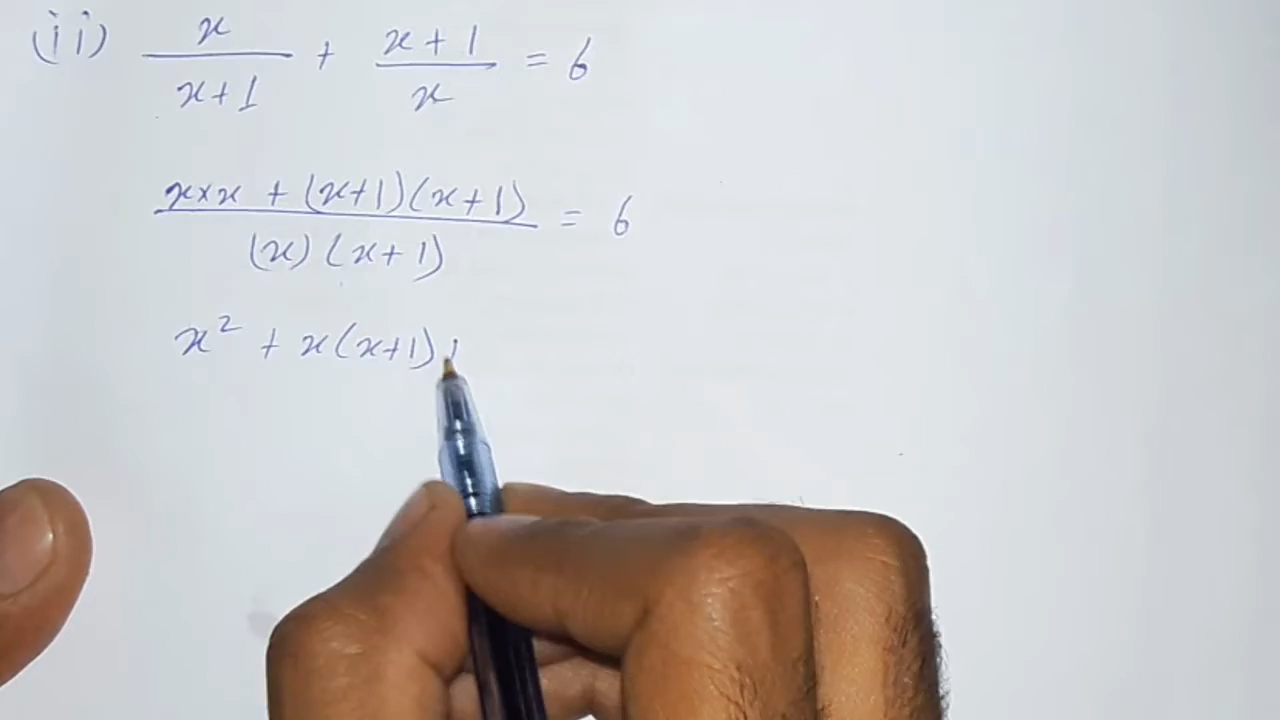 (ii) x/(x+1) + (x+1)/x = 6
(x×x + (x+1)(x+1))/((x)(x+1)) = 6
x² + x(x+1)